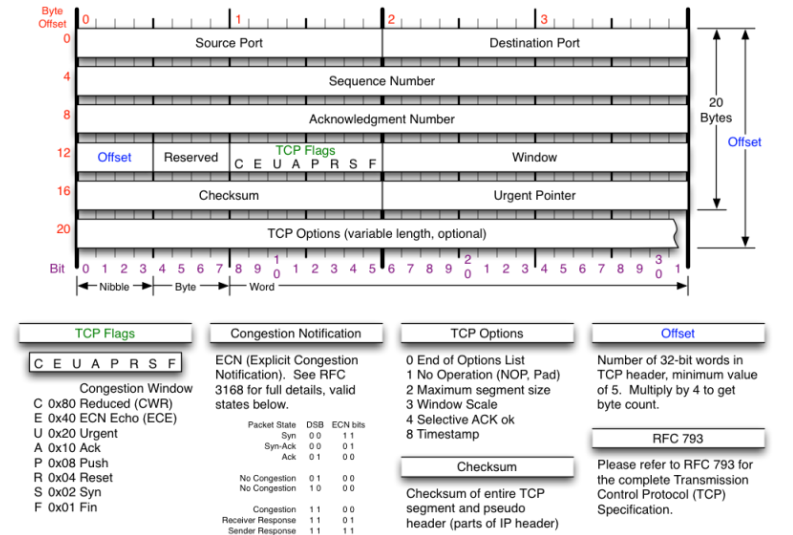 Byte
Offset
0 1 2 3
0 Source Port Destination Port
4 Sequence Number
8 Acknowledgment Number
20
Bytes
Offset
12 Offset Reserved TCP Flags Window
C E U A P R S F
16 Checksum Urgent Pointer
20 TCP Options (variable length, optional)
Bit 0 1 2 3 4 5 6 7 8 9 10 1 2 3 4 5 6 7 8 9 20 1 2 3 4 5 6 7 8 9 30 1
Nibble Byte Word
TCP Flags
C E U A P R S F
Congestion Window
C 0x80 Reduced (CWR)
E 0x40 ECN Echo (ECE)
U 0x20 Urgent
A 0x10 Ack
P 0x08 Push
R 0x04 Reset
S 0x02 Syn
F 0x01 Fin
Congestion Notification
ECN (Explicit Congestion
Notification). See RFC
3168 for full details, valid
states below.
Packet State DSB ECN bits
Syn 0 0 1 1
Syn-Ack 0 0 0 1
Ack 0 1 0 0
No Congestion 0 1 0 0
No Congestion 1 0 0 0
Congestion 1 1 0 0
Receiver Response 1 1 0 1
Sender Response 1 1 1 1
TCP Options
0 End of Options List
1 No Operation (NOP, Pad)
2 Maximum segment size
3 Window Scale
4 Selective ACK ok
8 Timestamp
Checksum
Checksum of entire TCP
segment and pseudo
header (parts of IP header)
Offset
Number of 32-bit words in
TCP header, minimum value
of 5. Multiply by 4 to get
byte count.
RFC 793
Please refer to RFC 793 for
the complete Transmission
Control Protocol (TCP)
Specification.